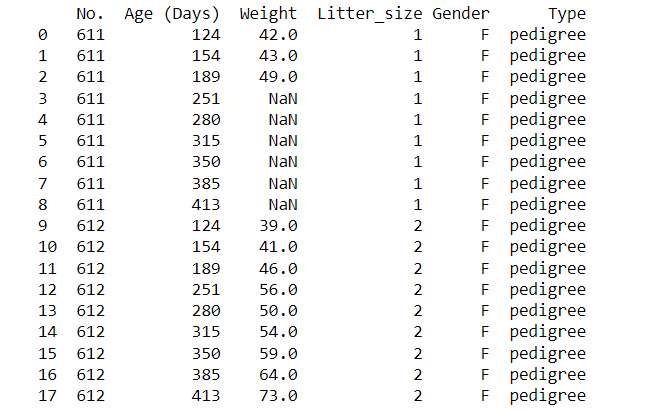 No. Age (Days) Weight Litter_size Gender Type
0 611 124 42.0 1 F pedigree
1 611 154 43.0 1 F pedigree
2 611 189 49.0 1 F pedigree
3 611 251 NaN 1 F pedigree
4 611 280 NaN 1 F pedigree
5 611 315 NaN 1 F pedigree
6 611 350 NaN 1 F pedigree
7 611 385 NaN 1 F pedigree
8 611 413 NaN 1 F pedigree
9 612 124 39.0 2 F pedigree
10 612 154 41.0 2 F pedigree
11 612 189 46.0 2 F pedigree
12 612 251 56.0 2 F pedigree
13 612 280 50.0 2 F pedigree
14 612 315 54.0 2 F pedigree
15 612 350 59.0 2 F pedigree
16 612 385 64.0 2 F pedigree
17 612 413 73.0 2 F pedigree